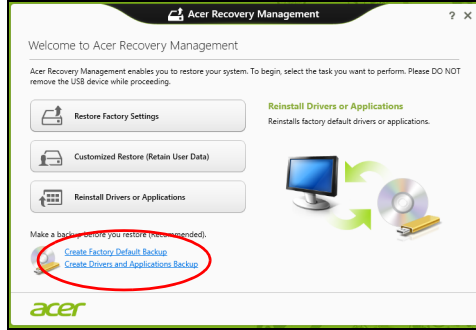 Acer Recovery Management
? ×
Welcome to Acer Recovery Management
Acer Recovery Management enables you to restore your system. To begin, select the task you want to perform. Please DO NOT
remove the USB device while proceeding.
Restore Factory Settings
Customized Restore (Retain User Data)
Reinstall Drivers or Applications
Reinstall Drivers or Applications
Reinstalls factory default drivers or applications.
Make a backup before you restore (Recommended).
Create Factory Default Backup
Create Drivers and Applications Backup
acer